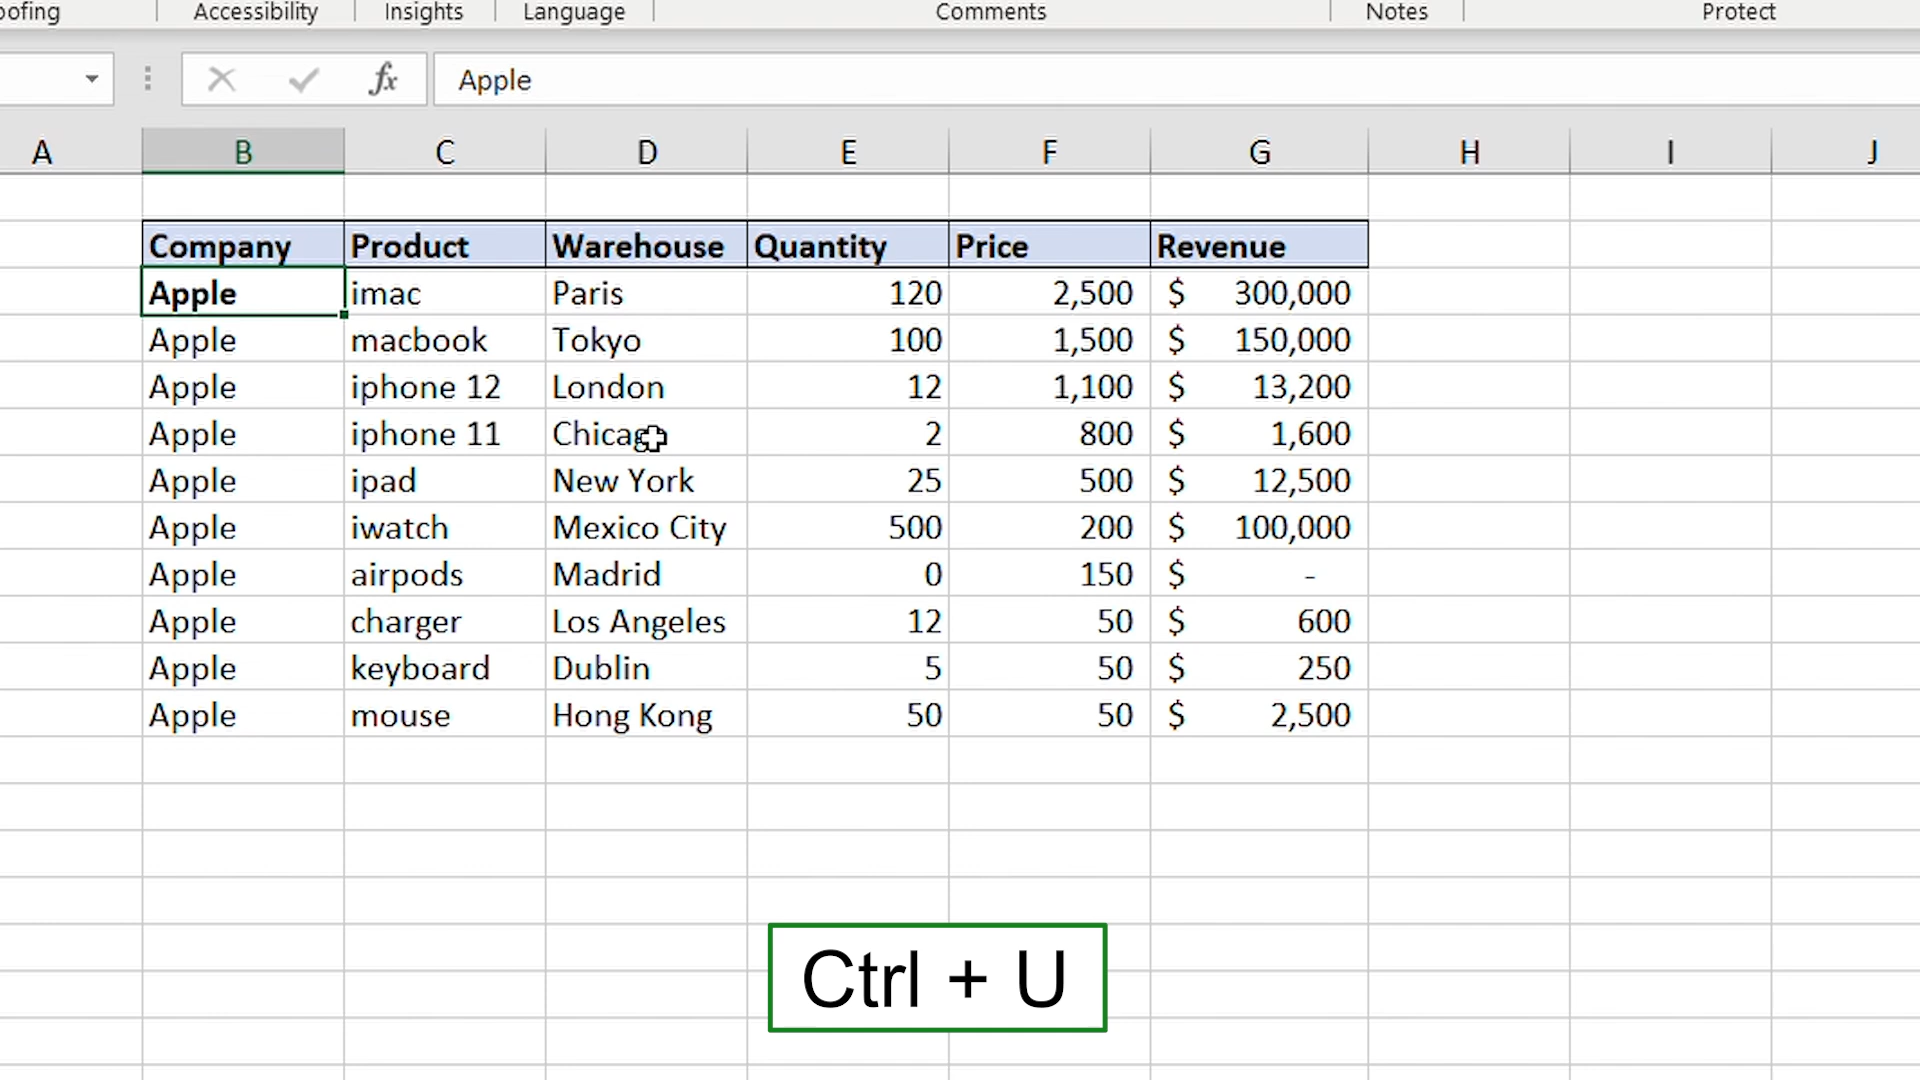 oofing Accessibility Insights Language Comments Notes Protect
fx Apple
A B C D E F G H I J
Company Product Warehouse Quantity Price Revenue
Apple imac Paris 120 2,500 $ 300,000
Apple macbook Tokyo 100 1,500 $ 150,000
Apple iphone 12 London 12 1,100 $ 13,200
Apple iphone 11 Chicago 2 800 $ 1,600
Apple ipad New York 25 500 $ 12,500
Apple iwatch Mexico City 500 200 $ 100,000
Apple airpods Madrid 0 150 $ -
Apple charger Los Angeles 12 50 $ 600
Apple keyboard Dublin 5 50 $ 250
Apple mouse Hong Kong 50 50 $ 2,500
Ctrl + U